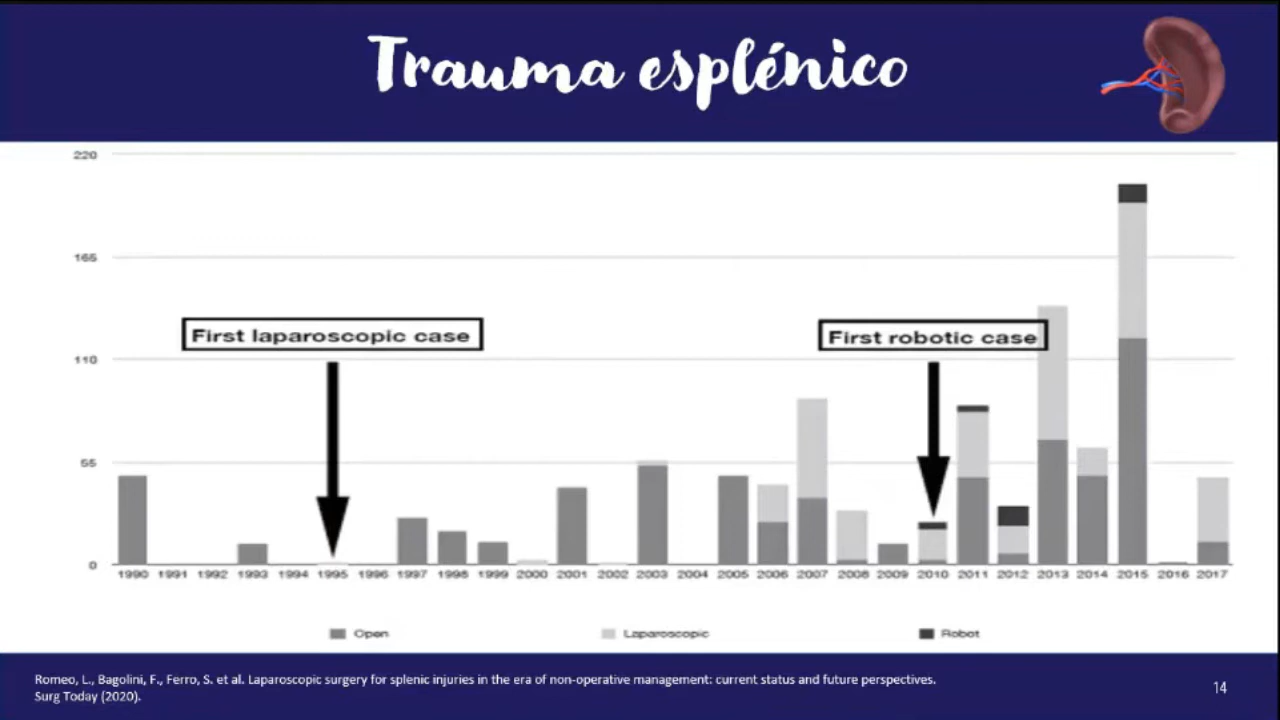 Trauma esplénico
220
165
110
55
0
First laparoscopic case
First robotic case
1990 1991 1992 1993 1994 1995 1996 1997 1998 1999 2000 2001 2002 2003 2004 2005 2006 2007 2008 2009 2010 2011 2012 2013 2014 2015 2016 2017
Open Laparoscopic Robot
Romeo, L., Bagolini, F., Ferro, S. et al. Laparoscopic surgery for splenic injuries in the era of non-operative management: current status and future perspectives.
Surg Today (2020).
14